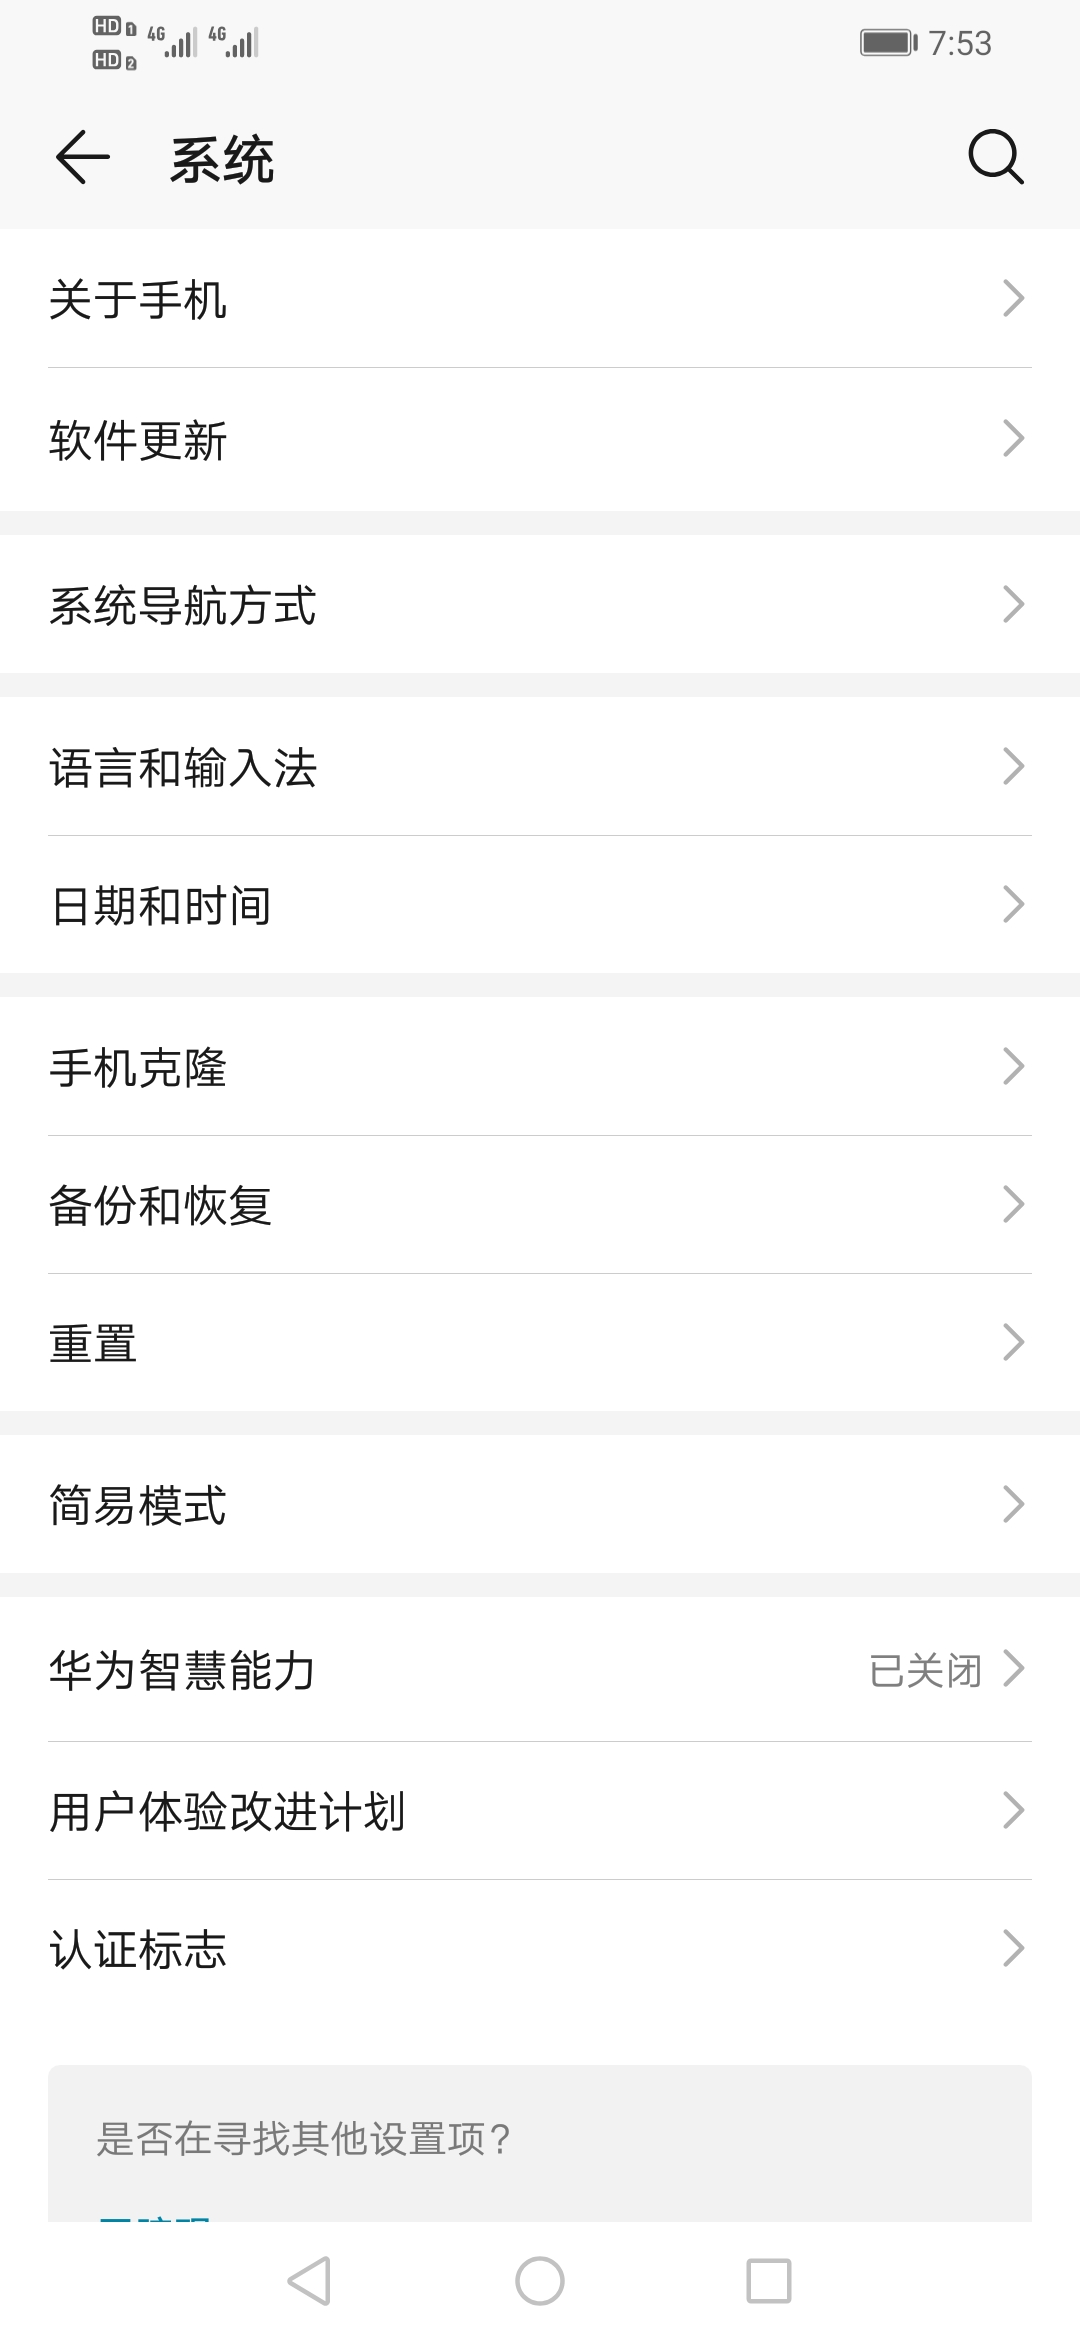 HD 1 4G 4G
HD 2
7:53
系统
关于手机
软件更新
系统导航方式
语言和输入法
日期和时间
手机克隆
备份和恢复
重置
简易模式
华为智慧能力 已关闭
用户体验改进计划
认证标志
是否在寻找其他设置项?